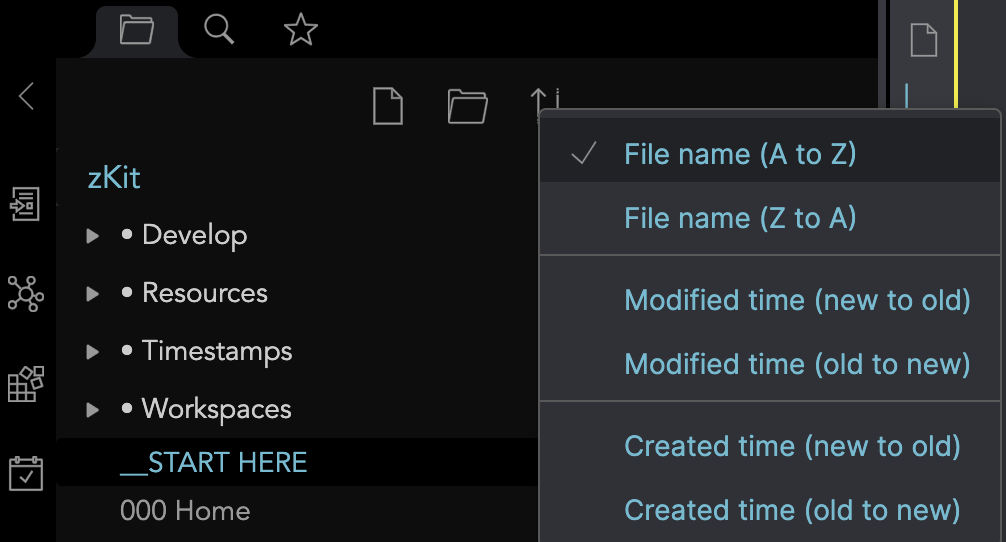 zKit
• Develop
• Resources
• Timestamps
• Workspaces
__START HERE
000 Home
File name (A to Z)
File name (Z to A)
Modified time (new to old)
Modified time (old to new)
Created time (new to old)
Created time (old to new)